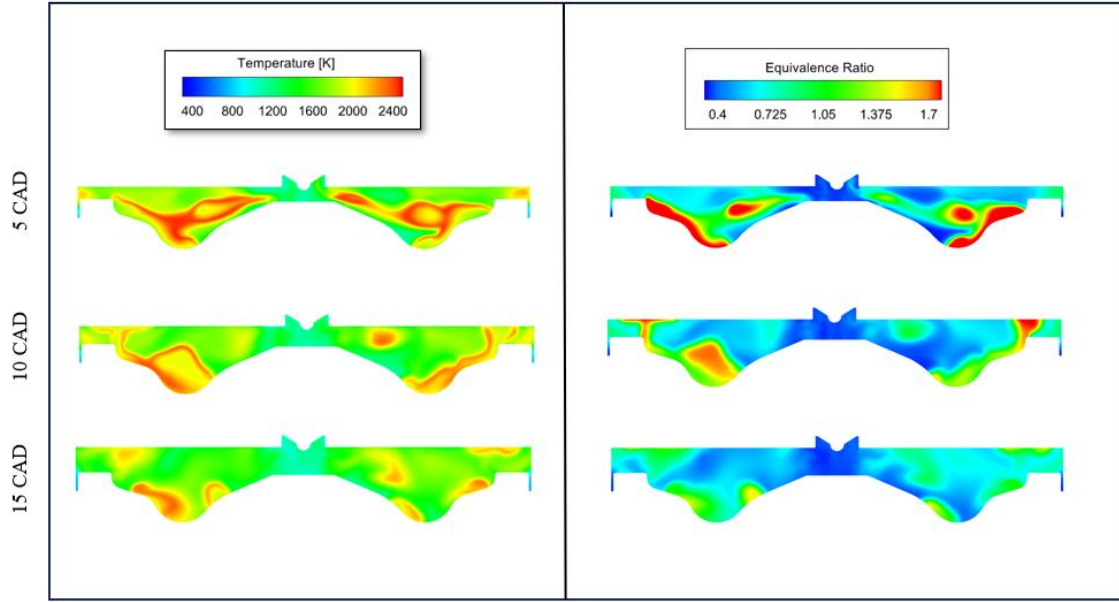 Temperature [K]
400 800 1200 1600 2000 2400
Equivalence Ratio
0.4 0.725 1.05 1.375 1.7
5 CAD
10 CAD
15 CAD